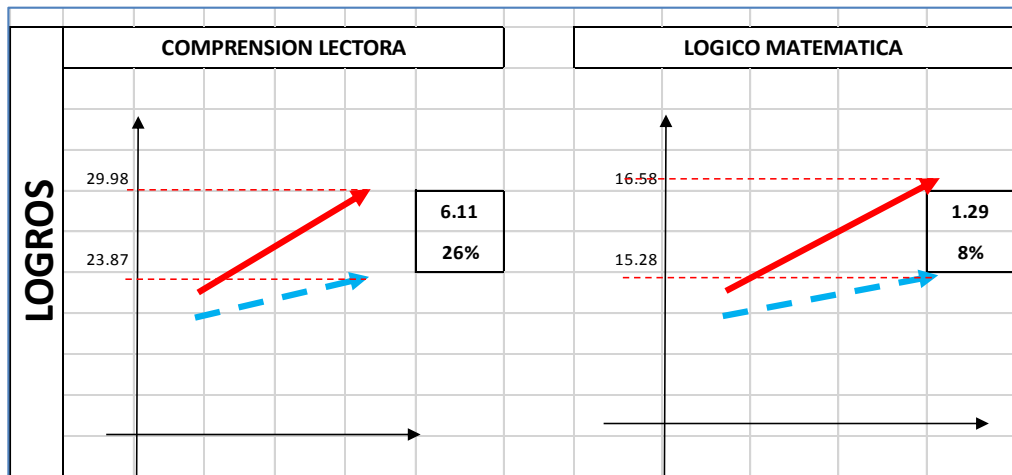 LOGROS
COMPRENSION LECTORA
29.98
23.87
6.11
26%
LOGICO MATEMATICA
16.58
15.28
1.29
8%